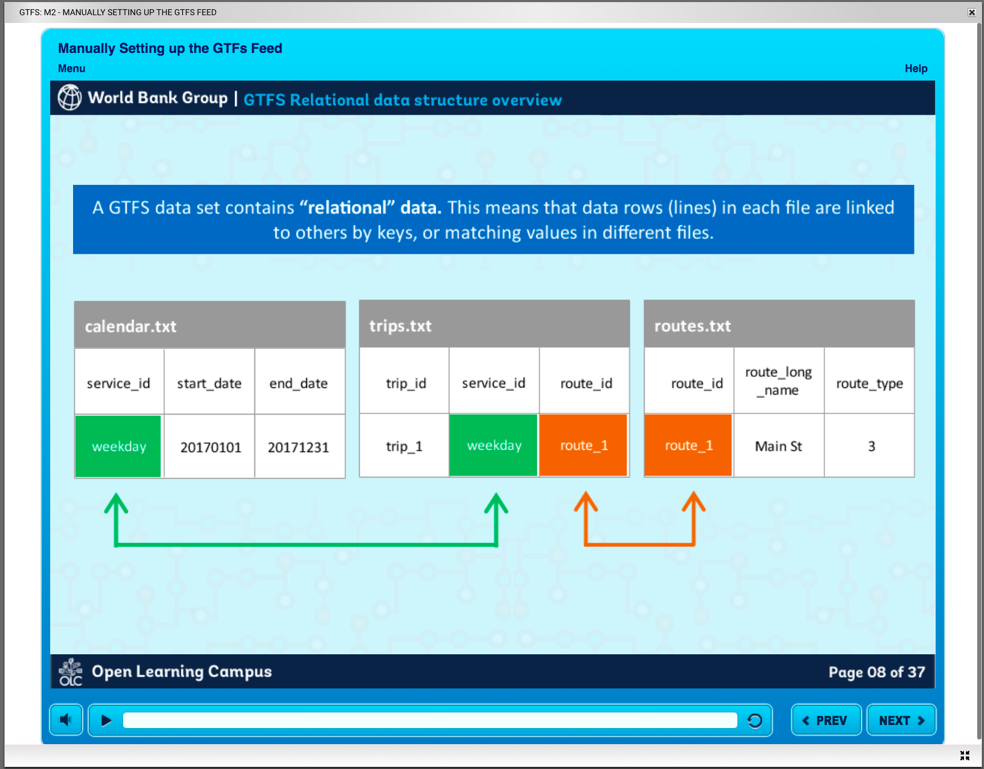 GTFS: M2 - MANUALLY SETTING UP THE GTFS FEED
Manually Setting up the GTFs Feed
Menu
Help
World Bank Group | GTFS Relational data structure overview
A GTFS data set contains “relational” data. This means that data rows (lines) in each file are linked
to others by keys, or matching values in different files.
calendar.txt
service_id start_date end_date
weekday 20170101 20171231
trips.txt
trip_id service_id route_id
trip_1 weekday route_1
routes.txt
route_id route_long
_name route_type
route_1 Main St 3
OLC Open Learning Campus
Page 08 of 37
PREV
NEXT